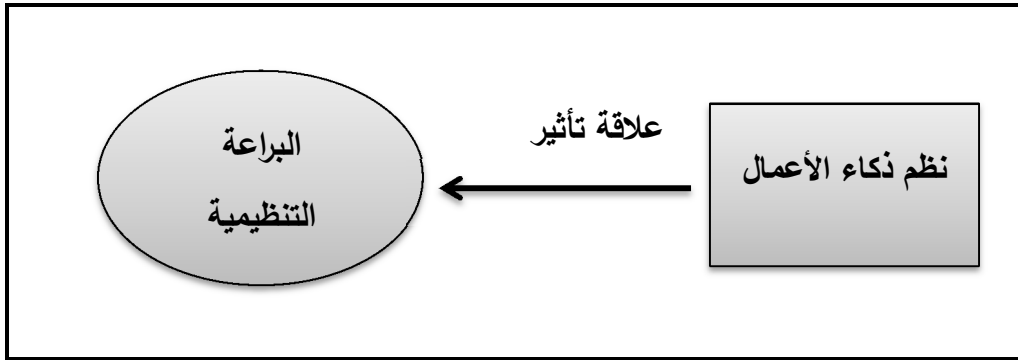 نظم ذكاء الأعمال
علاقة تأثير
البراعة
التنظيمية